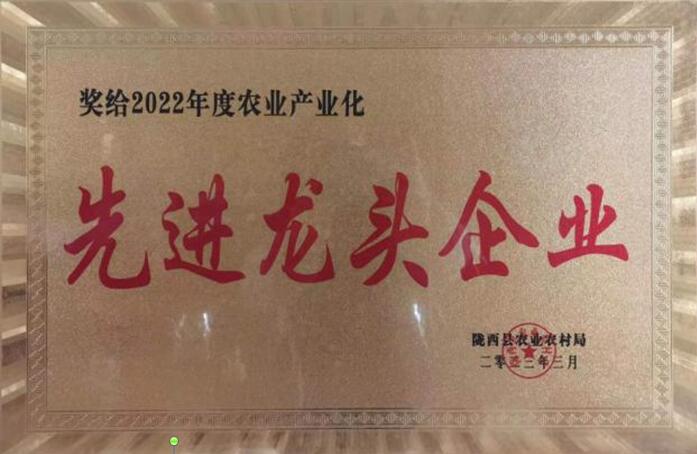 奖给2022年度农业产业化
先进龙头企业
陇西县农业农村局
二零二三年三月